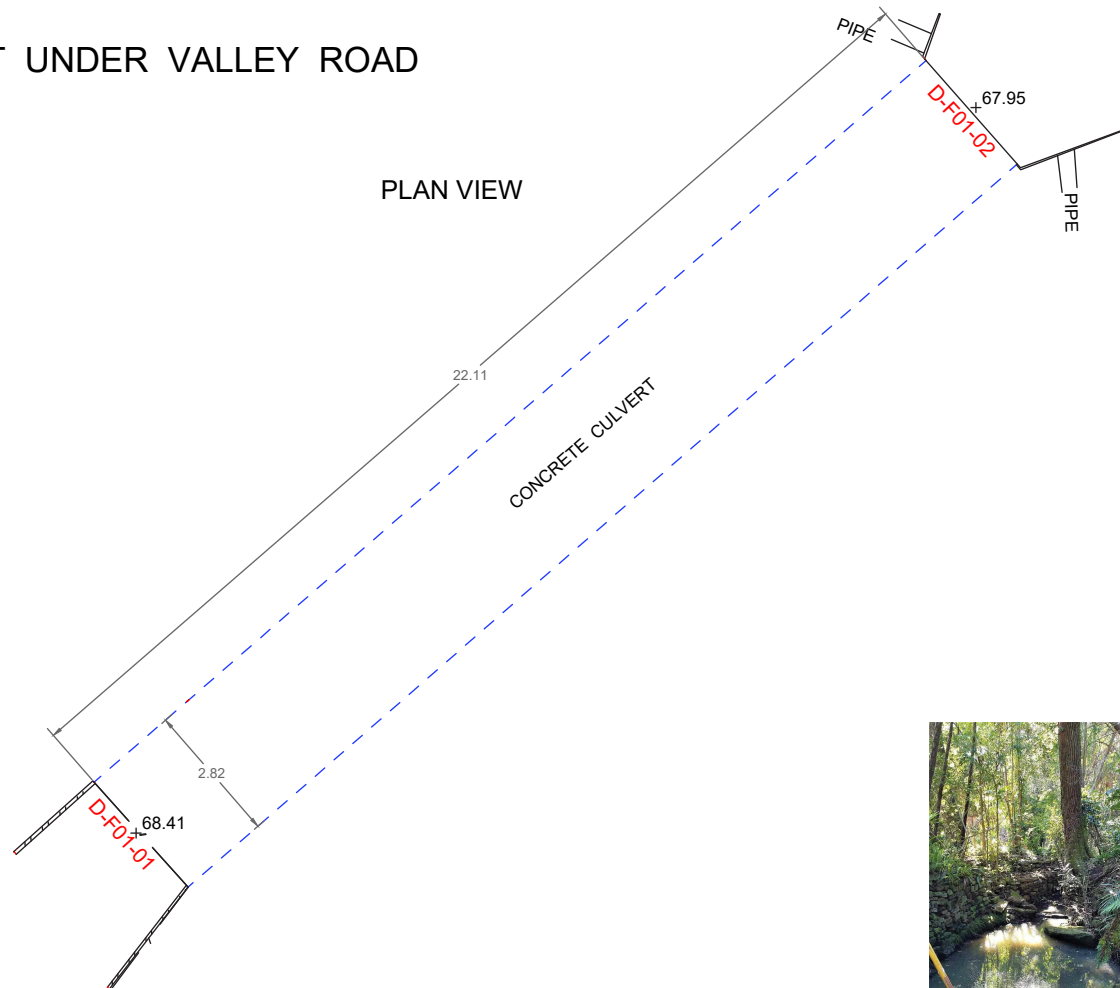 T UNDER VALLEY ROAD
PIPE
67.95
D-F01-02
PLAN VIEW
PIPE
22.11
CONCRETE CULVERT
2.82
68.41
D-F01-01